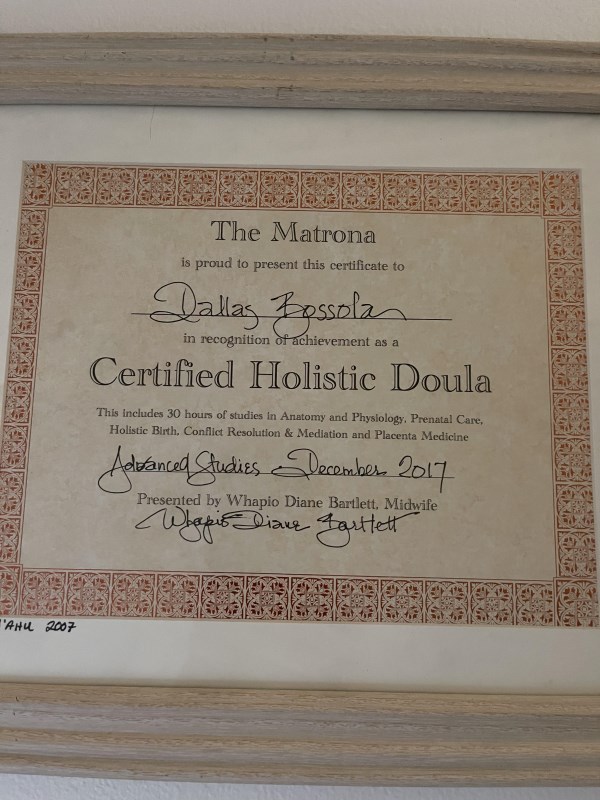 The Matrona
is proud to present this certificate to
Dallas Bossola
in recognition of achievement as a
Certified Holistic Doula
This includes 30 hours of studies in Anatomy and Physiology, Prenatal Care,
Holistic Birth, Conflict Resolution & Mediation and Placenta Medicine
Advanced Studies December 2017
Presented by Whapio Diane Bartlett, Midwife
Whapio Diane Bartlett
'AHU 2007